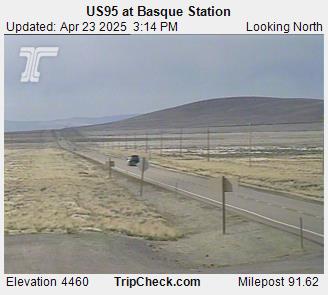 US95 at Basque Station
Updated: Apr 23 2025 3:14 PM Looking North
Elevation 4460 TripCheck.com Milepost 91.62